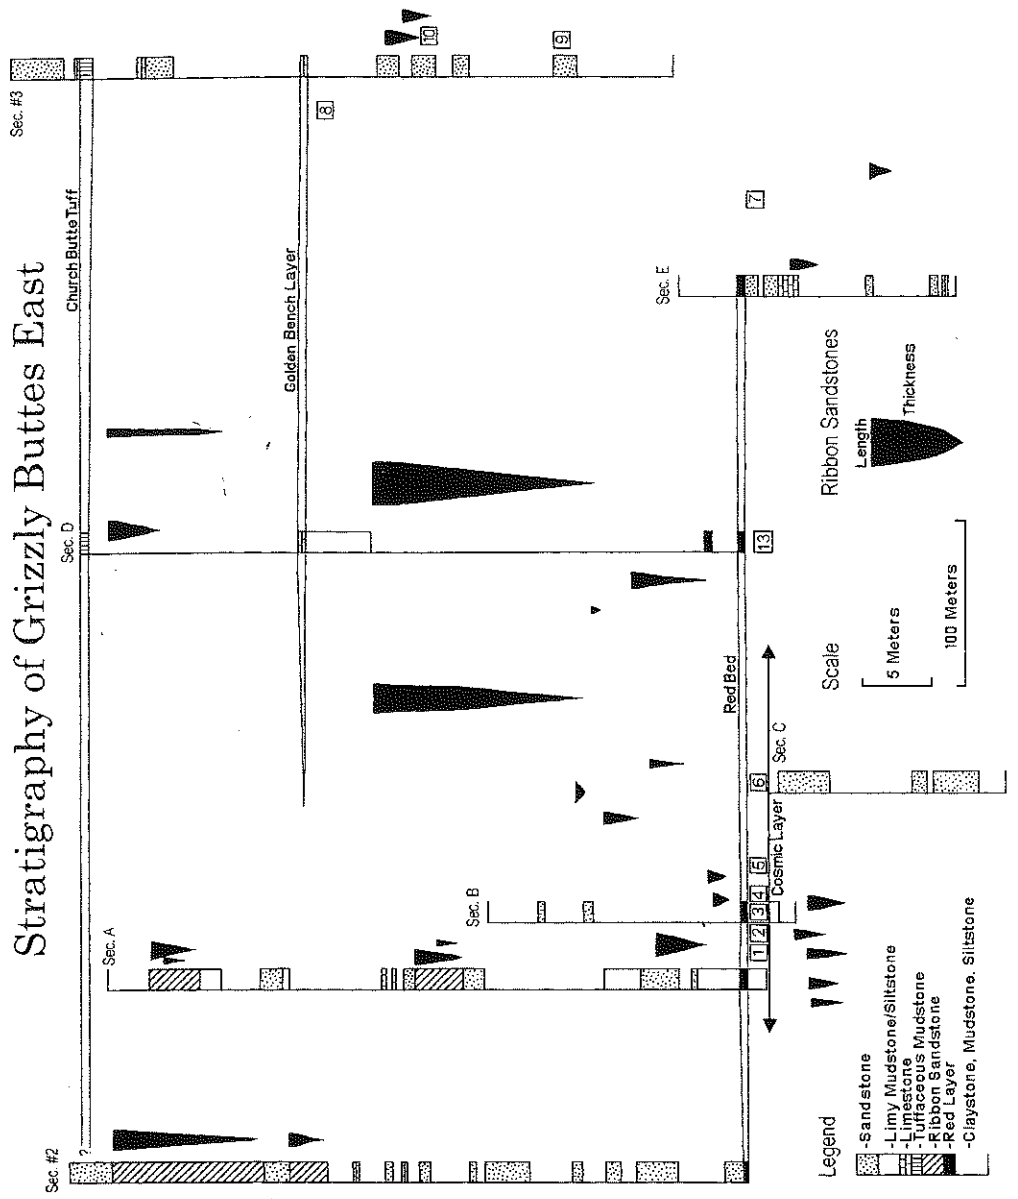 Stratigraphy of Grizzly Buttes East
Sec. #2
Sec. A
Sec. B
Sec. C
Sec. D
Sec. E
Sec. #3
?
Church Butte Tuff
Golden Bench Layer
Red Bed
Cosmic Layer
1
2
3
4
5
6
13
7
8
9
10
Legend
-Sandstone
-Limy Mudstone/Siltstone
-Limestone
-Tuffaceous Mudstone
-Ribbon Sandstone
-Red Layer
-Claystone, Mudstone, Siltstone
Scale
5 Meters
100 Meters
Ribbon Sandstones
Length
Thickness